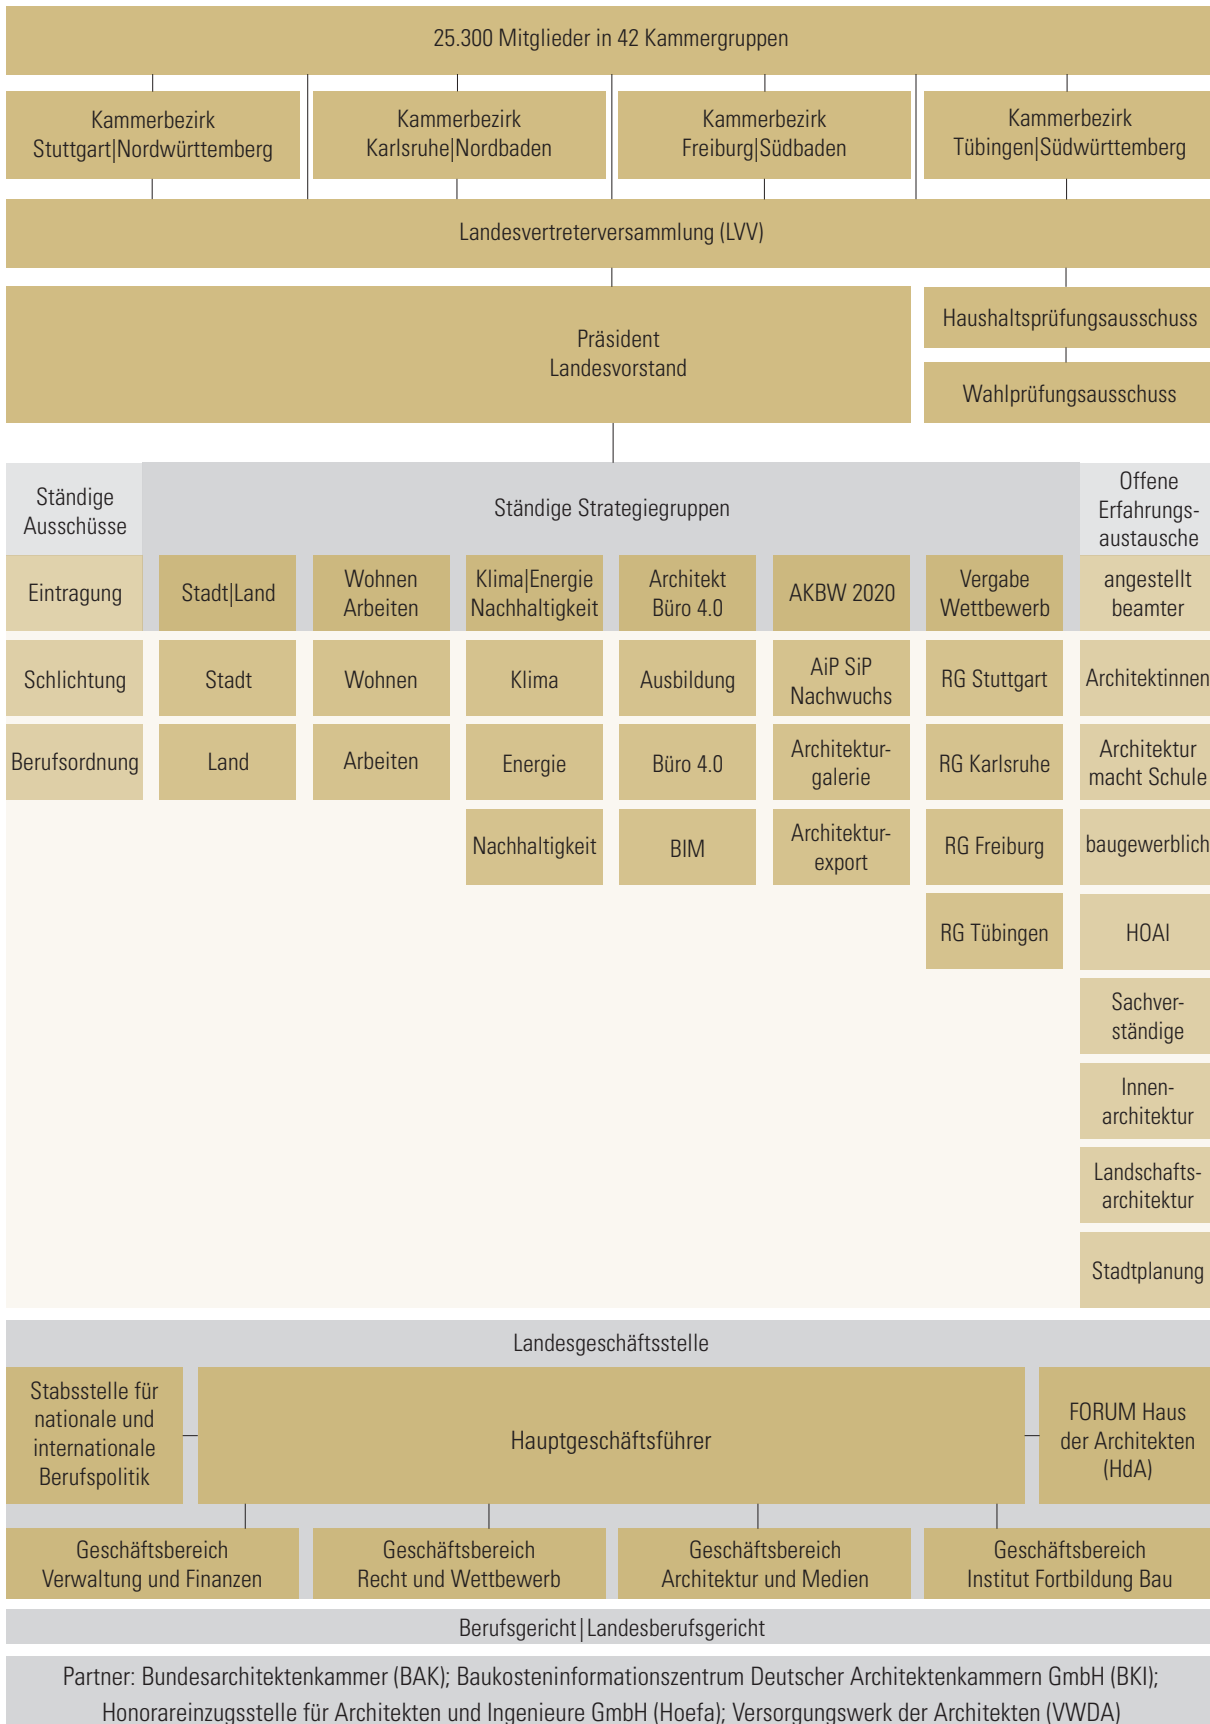 25.300 Mitglieder in 42 Kammergruppen
Kammerbezirk
Stuttgart|Nordwürttemberg
Kammerbezirk
Karlsruhe|Nordbaden
Kammerbezirk
Freiburg|Südbaden
Kammerbezirk
Tübingen|Südwürttemberg
Landesvertreterversammlung (LVV)
Präsident
Landesvorstand
Haushaltsprüfungsausschuss
Wahlprüfungsausschuss
Ständige
Ausschüsse
Ständige Strategiegruppen
Offene
Erfahrungs-
austausche
Eintragung
Stadt|Land
Wohnen
Arbeiten
Klima|Energie
Nachhaltigkeit
Architekt
Büro 4.0
AKBW 2020
Vergabe
Wettbewerb
angestellt
beamter
Schlichtung
Stadt
Wohnen
Klima
Ausbildung
AiP SiP
Nachwuchs
RG Stuttgart
Architektinnen
Berufsordnung
Land
Arbeiten
Energie
Büro 4.0
Architektur-
galerie
RG Karlsruhe
Architektur
macht Schule
Nachhaltigkeit
BIM
Architektur-
export
RG Freiburg
baugewerblich
RG Tübingen
HOAI
Sachver-
ständige
Innen-
architektur
Landschafts-
architektur
Stadtplanung
Landesgeschäftsstelle
Stabsstelle für
nationale und
internationale
Berufspolitik
Hauptgeschäftsführer
FORUM Haus
der Architekten
(HdA)
Geschäftsbereich
Verwaltung und Finanzen
Geschäftsbereich
Recht und Wettbewerb
Geschäftsbereich
Architektur und Medien
Geschäftsbereich
Institut Fortbildung Bau
Berufsgericht|Landesberufsgericht
Partner: Bundesarchitektenkammer (BAK); Baukosteninformationszentrum Deutscher Architektenkammern GmbH (BKI);
Honorareinzugsstelle für Architekten und Ingenieure GmbH (Hoefa); Versorgungswerk der Architekten (VWDA)